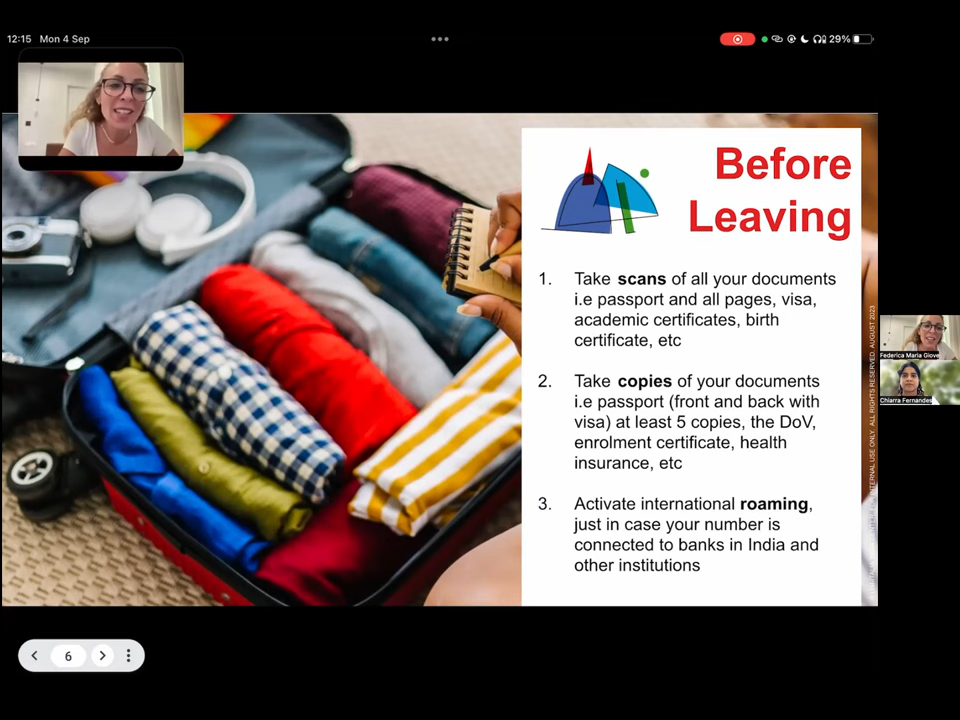 12:15 Mon 4 Sep
29%
Before
Leaving
1. Take scans of all your documents
i.e passport and all pages, visa,
academic certificates, birth
certificate, etc
2. Take copies of your documents
i.e passport (front and back with
visa) at least 5 copies, the DoV,
enrolment certificate, health
insurance, etc
3. Activate international roaming,
just in case your number is
connected to banks in India and
other institutions
INTERNAL USE ONLY. ALL RIGHTS RESERVED. AUGUST 2023
Federica Maria Giove
Chiarra Fernandes
6